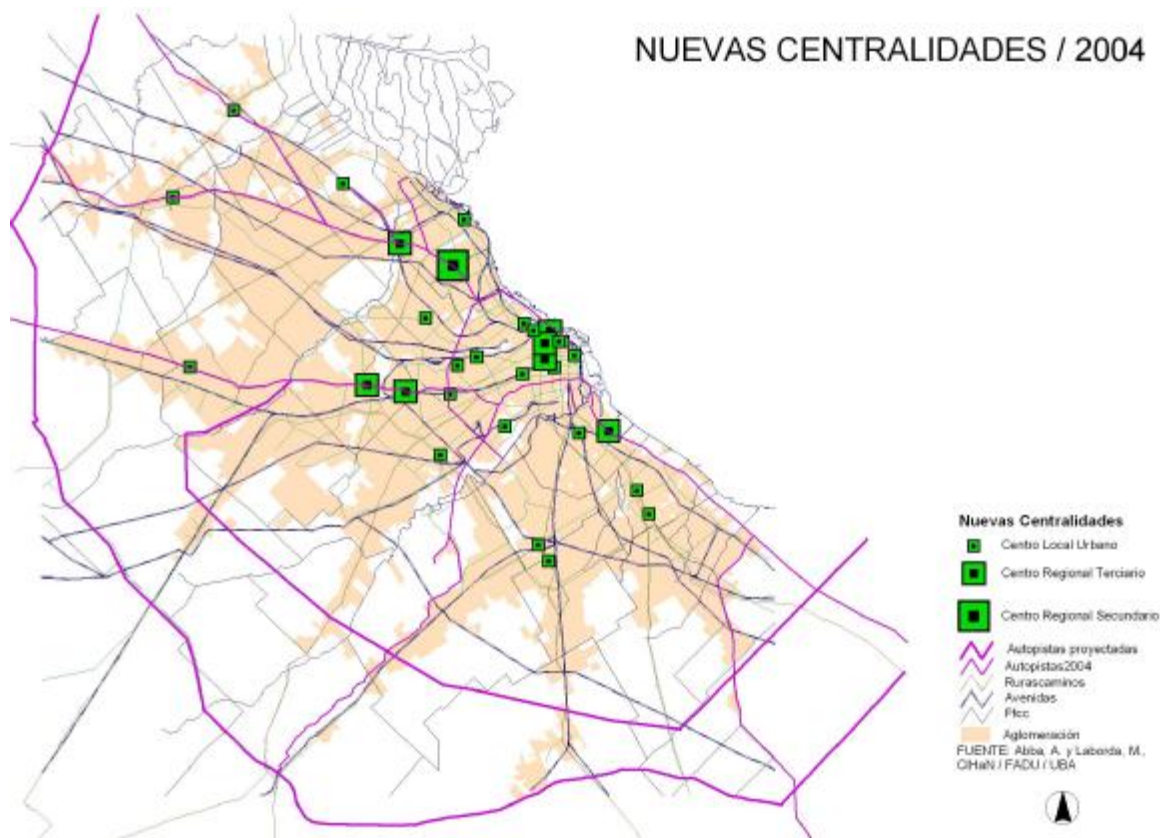 NUEVAS CENTRALIDADES / 2004
Nuevas Centralidades
Centro Local Urbano
Centro Regional Terciario
Centro Regional Secundario
Autopistas proyectadas
Autopistas2004
Rurascaminos
Avenidas
Ffcc
Aglomeración
FUENTE: Abba, A. y Laborda, M.,
CIHaN / FADU / UBA